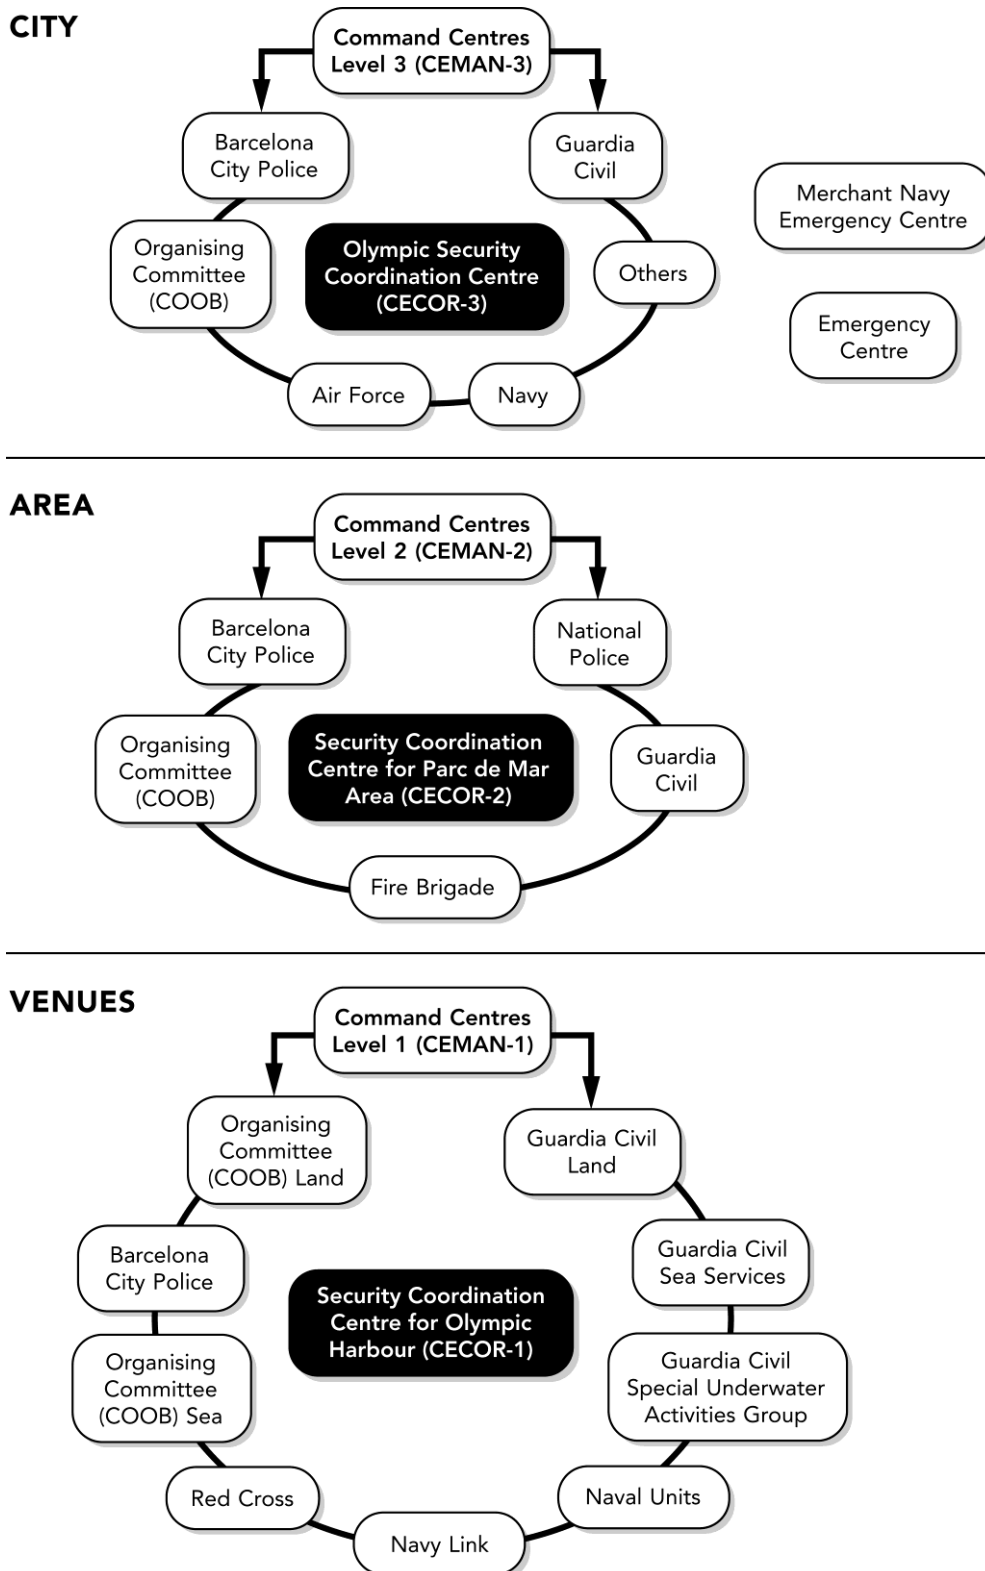 CITY
Command Centres
Level 3 (CEMAN-3)
Barcelona
City Police
Guardia
Civil
Merchant Navy
Emergency Centre
Organising
Committee
(COOB)
Olympic Security
Coordination Centre
(CECOR-3)
Others
Emergency
Centre
Air Force
Navy
AREA
Command Centres
Level 2 (CEMAN-2)
Barcelona
City Police
National
Police
Organising
Committee
(COOB)
Security Coordination
Centre for Parc de Mar
Area (CECOR-2)
Guardia
Civil
Fire Brigade
VENUES
Command Centres
Level 1 (CEMAN-1)
Organising
Committee
(COOB) Land
Guardia Civil
Land
Barcelona
City Police
Guardia Civil
Sea Services
Security Coordination
Centre for Olympic
Harbour (CECOR-1)
Organising
Committee
(COOB) Sea
Guardia Civil
Special Underwater
Activities Group
Red Cross
Naval Units
Navy Link